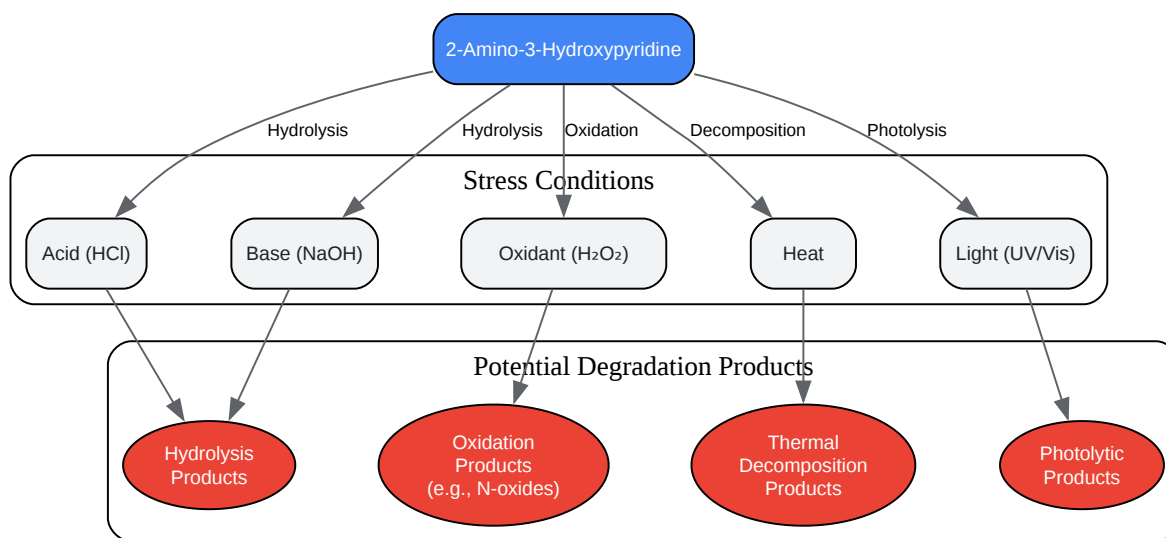 2-Amino-3-Hydroxypyridine
Hydrolysis
Hydrolysis
Oxidation
Decomposition
Photolysis
Stress Conditions
Acid (HCl)
Base (NaOH)
Oxidant (H₂O₂)
Heat
Light (UV/Vis)
Potential Degradation Products
Hydrolysis
Products
Oxidation
Products
(e.g., N-oxides)
Thermal
Decomposition
Products
Photolytic
Products